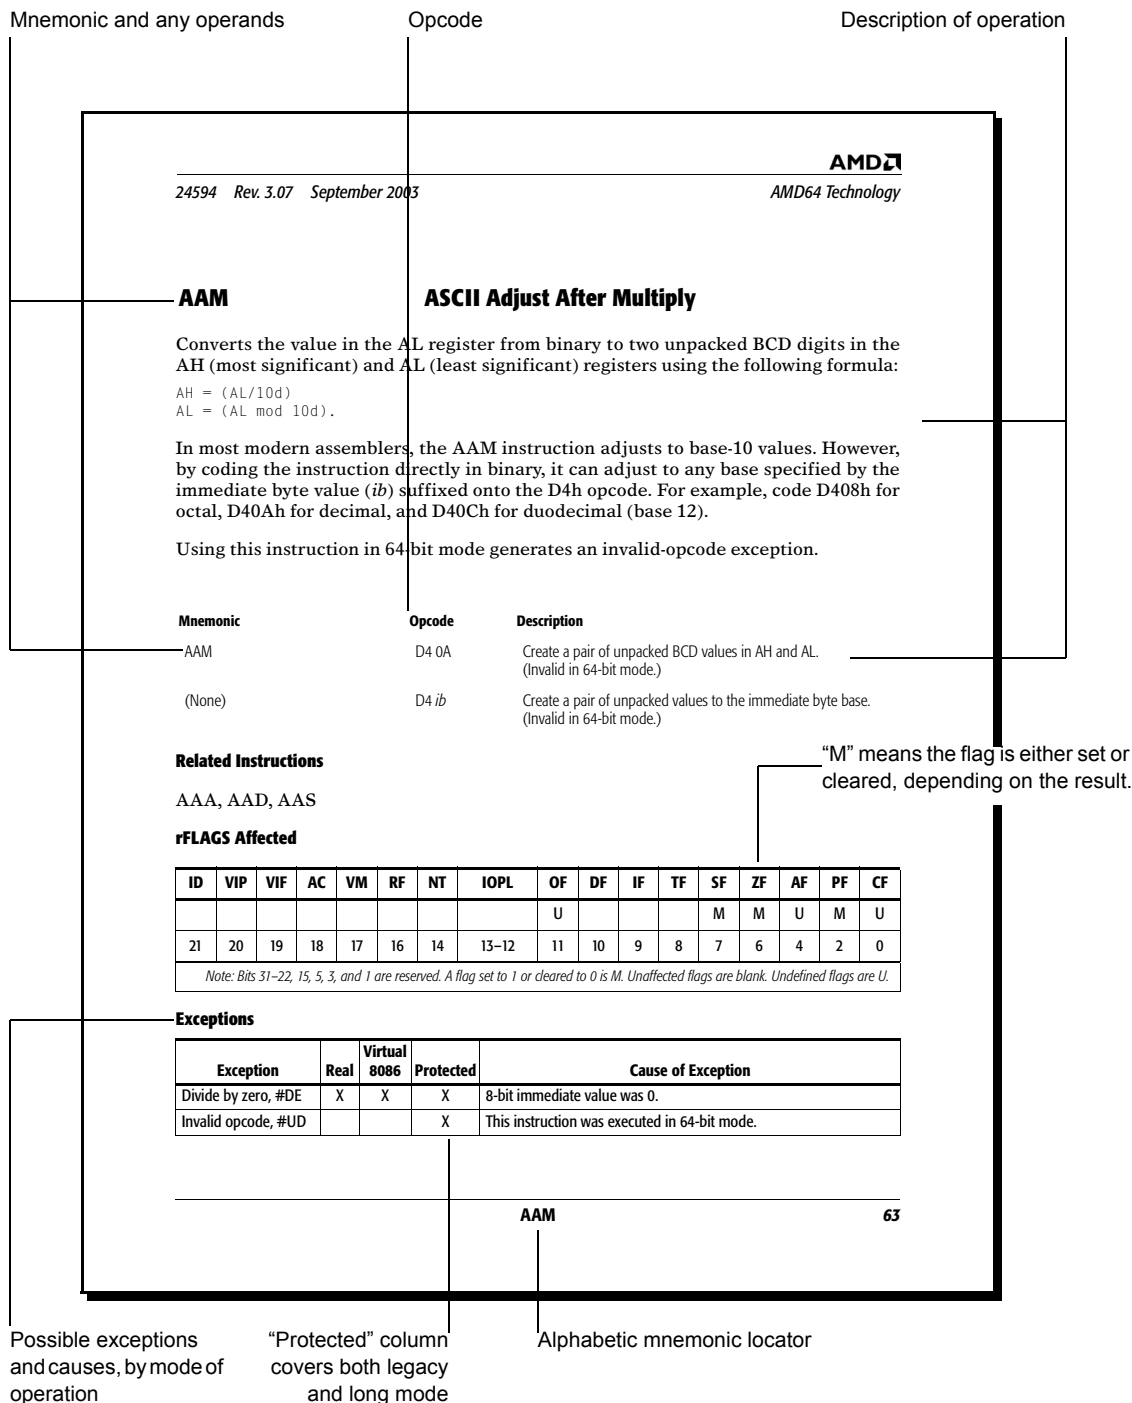 Mnemonic and any operands
Opcode
Description of operation
AMD
24594 Rev. 3.07 September 2003
AMD64 Technology
AAM
ASCII Adjust After Multiply
Converts the value in the AL register from binary to two unpacked BCD digits in the
AH (most significant) and AL (least significant) registers using the following formula:
AH = (AL/10d)
AL = (AL mod 10d).
In most modern assemblers, the AAM instruction adjusts to base-10 values. However,
by coding the instruction directly in binary, it can adjust to any base specified by the
immediate byte value (ib) suffixed onto the D4h opcode. For example, code D408h for
octal, D40Ah for decimal, and D40Ch for duodecimal (base 12).
Using this instruction in 64-bit mode generates an invalid-opcode exception.
Mnemonic Opcode Description
AAM D4 0A Create a pair of unpacked BCD values in AH and AL.
(Invalid in 64-bit mode.)
(None) D4 ib Create a pair of unpacked values to the immediate byte base.
(Invalid in 64-bit mode.)
Related Instructions
“M” means the flag is either set or
cleared, depending on the result.
AAA, AAD, AAS
rFLAGS Affected
ID VIP VIF AC VM RF NT IOPL OF DF IF TF SF ZF AF PF CF
U M M U M U
21 20 19 18 17 16 14 13–12 11 10 9 8 7 6 4 2 0
Note: Bits 31–22, 15, 5, 3, and 1 are reserved. A flag set to 1 or cleared to 0 is M. Unaffected flags are blank. Undefined flags are U.
Exceptions
Exception Real Virtual 8086 Protected Cause of Exception
Divide by zero, #DE X X X 8-bit immediate value was 0.
Invalid opcode, #UD X This instruction was executed in 64-bit mode.
AAM
63
Possible exceptions
and causes, by mode of
operation
“Protected” column
covers both legacy
and long mode
Alphabetic mnemonic locator